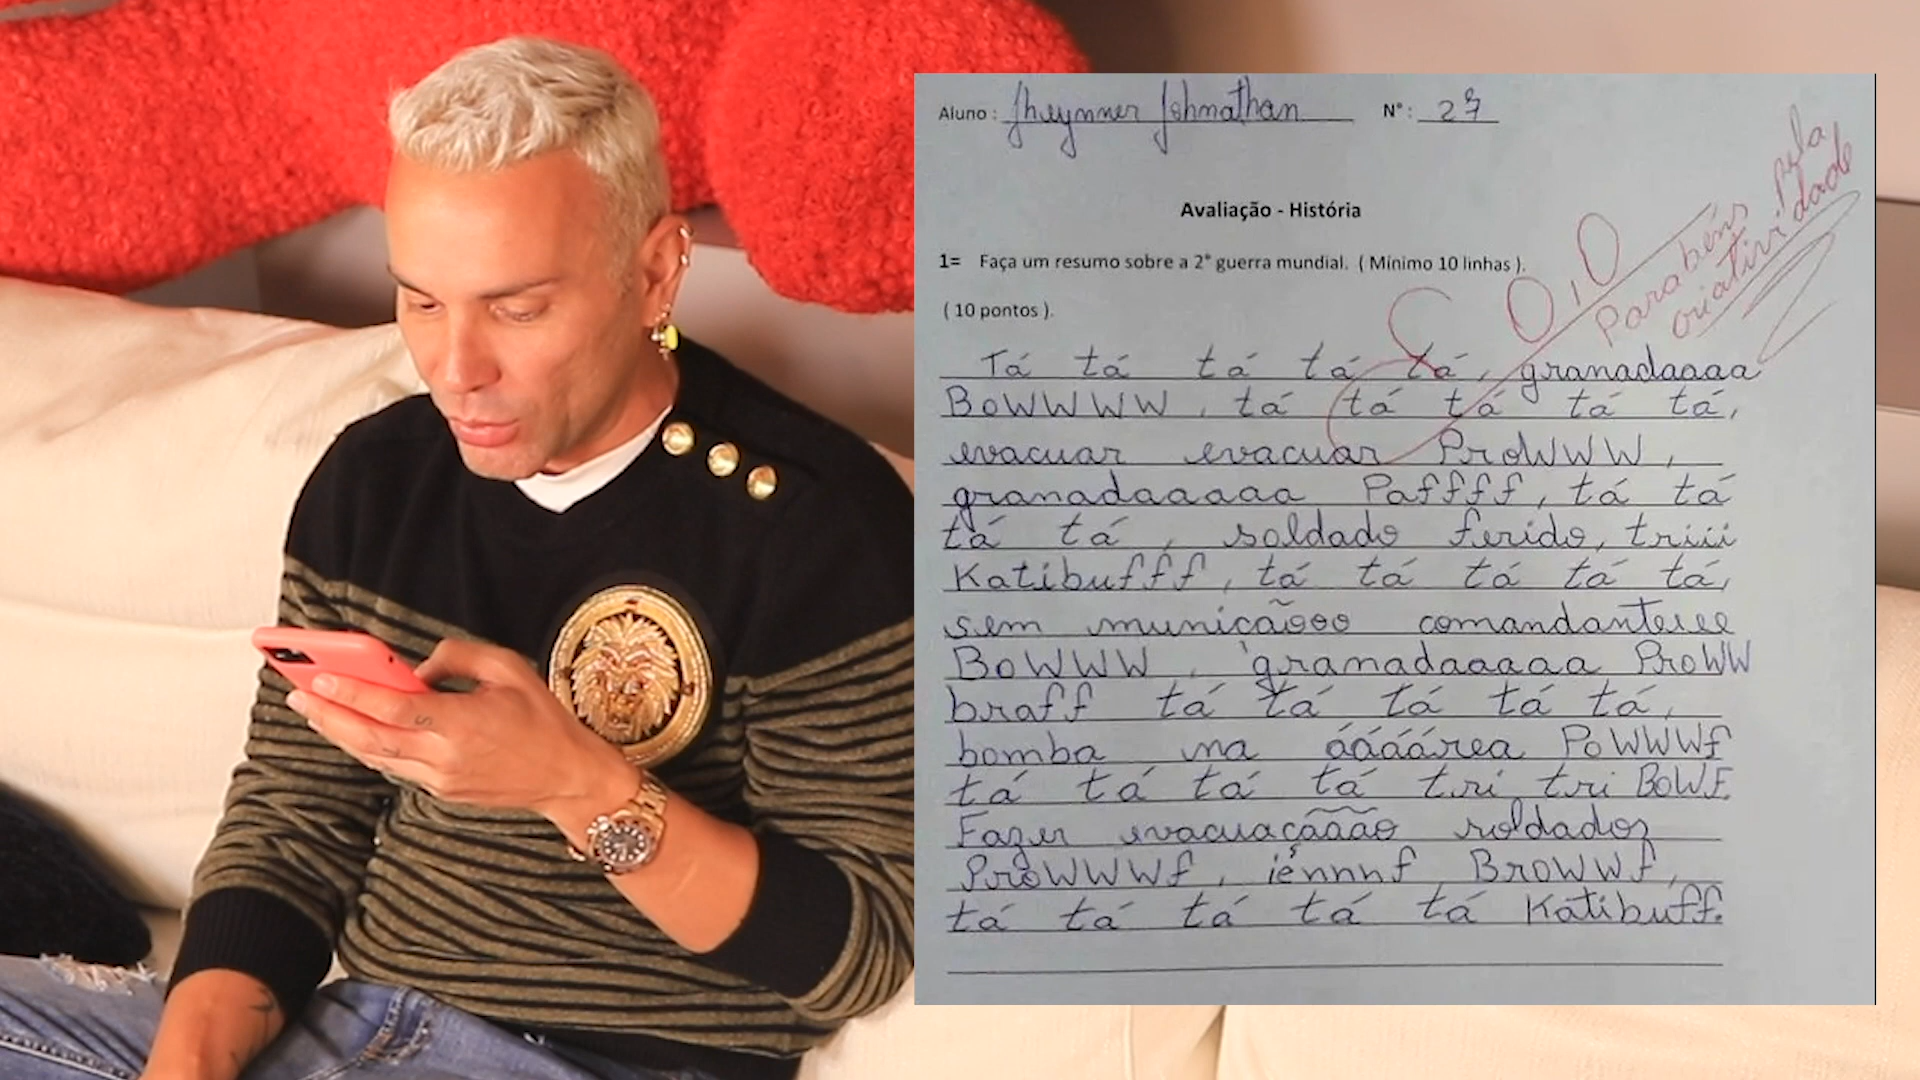 Aluno : Jheynner Johnathan Nº : 27
Avaliação - História
1= Faça um resumo sobre a 2ª guerra mundial. ( Mínimo 10 linhas ).
( 10 pontos ).
C 0,0 Parabéns pela criatividade
Tá tá tá tá tá, granadaaaa
BOWWWW, tá tá tá tá tá,
evacuar evacuar ProWWW,
granadaaaaa Paffff, tá tá
tá tá, soldado ferido, triii
Katibufff, tá tá tá tá tá,
sem municãooo comandanteeee
BOWWW, granadaaaaa ProWW
braff tá tá tá tá tá,
bomba na áááárea PoWWWf
tá tá tá tá tri tri BoWF.
Fazer evacuaçããão soldados
ProWWWf, iénnnf BroWWf,
tá tá tá tá tá Katibuff.